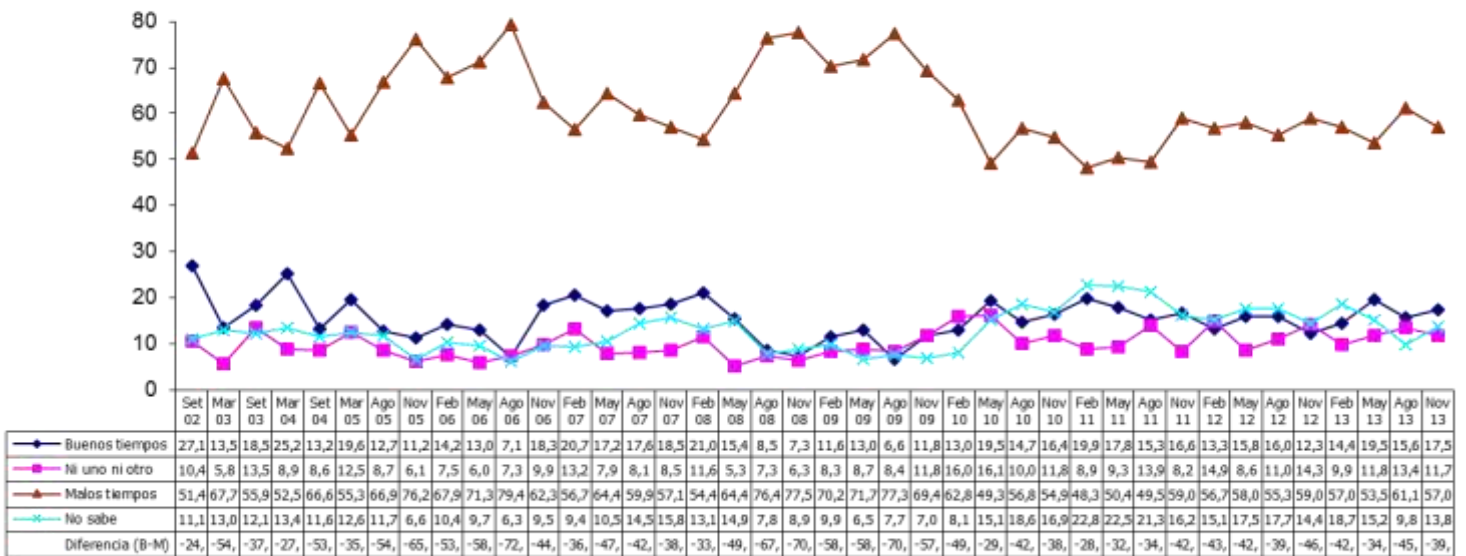 80
70
60
50
40
30
20
10
0
Set 02 Mar 03 Set 03 Mar 04 Set 04 Mar 05 Ago 05 Nov 05 Feb 06 May 06 Ago 06 Nov 06 Feb 07 May 07 Ago 07 Nov 07 Feb 08 May 08 Ago 08 Nov 08 Feb 09 May 09 Ago 09 Nov 09 Feb 10 May 10 Ago 10 Nov 10 Feb 11 May 11 Ago 11 Nov 11 Feb 12 May 12 Ago 12 Nov 12 Feb 13 May 13 Ago 13 Nov 13
Buenos tiempos 27,1 13,5 18,5 25,2 13,2 19,6 12,7 11,2 14,2 13,0 7,1 18,3 20,7 17,2 17,6 18,5 21,0 15,4 8,5 7,3 11,6 13,0 6,6 11,8 13,0 19,5 14,7 16,4 19,9 17,8 15,3 16,6 13,3 15,8 16,0 12,3 14,4 19,5 15,6 17,5
Ni uno ni otro 10,4 5,8 13,5 8,9 8,6 12,5 8,7 6,1 7,5 6,0 7,3 9,9 13,2 7,9 8,1 8,5 11,6 5,3 7,3 6,3 8,3 8,7 8,4 11,8 16,0 16,1 10,0 11,8 8,9 9,3 13,9 8,2 14,9 8,6 11,0 14,3 9,9 11,8 13,4 11,7
Malos tiempos 51,4 67,7 55,9 52,5 66,6 55,3 66,9 76,2 67,9 71,3 79,4 62,3 56,7 64,4 59,9 57,1 54,4 64,4 76,4 77,5 70,2 71,7 77,3 69,4 62,8 49,3 56,8 54,9 48,3 50,4 49,5 59,0 56,7 58,0 55,3 59,0 57,0 53,5 61,1 57,0
No sabe 11,1 13,0 12,1 13,4 11,6 12,6 11,7 6,6 10,4 9,7 6,3 9,5 9,4 10,5 14,5 15,8 13,1 14,9 7,8 8,9 9,9 6,5 7,7 7,0 8,1 15,1 18,6 16,9 22,8 22,5 21,3 16,2 15,1 17,5 17,7 14,4 18,7 15,2 9,8 13,8
Diferencia (B-M) -24, -54, -37, -27, -53, -35, -54, -65, -53, -58, -72, -44, -36, -47, -42, -38, -33, -49, -67, -70, -58, -58, -70, -57, -49, -29, -42, -38, -28, -32, -34, -42, -43, -42, -39, -46, -42, -34, -45, -39,